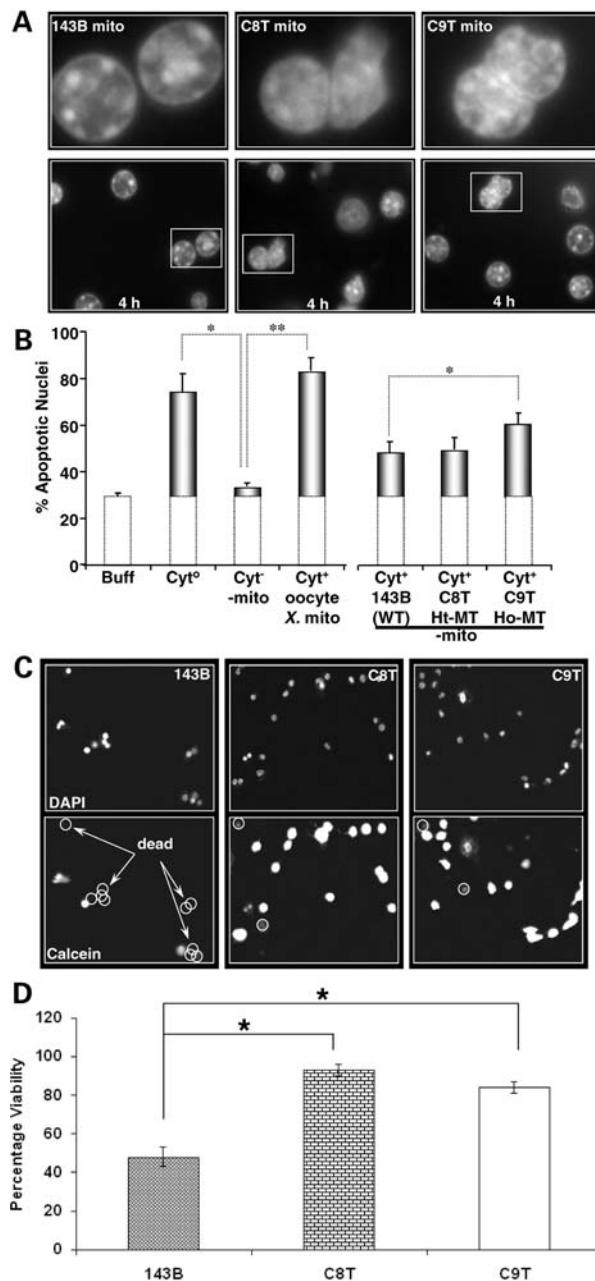 A
143B mito
C8T mito
C9T mito
4 h
4 h
4 h
B
% Apoptotic Nuclei
100
80
60
40
20
0
*
**
*
Buff
Cyt⁰
Cyt⁻
-mito
Cyt⁺
oocyte
X. mito
Cyt⁺
143B
(WT)
Cyt⁺
C8T
Ht-MT
Cyt⁺
C9T
Ho-MT
-mito
C
143B
C8T
C9T
DAPI
dead
Calcein
D
Percentage Viability
120
100
80
60
40
20
0
*
*
143B
C8T
C9T